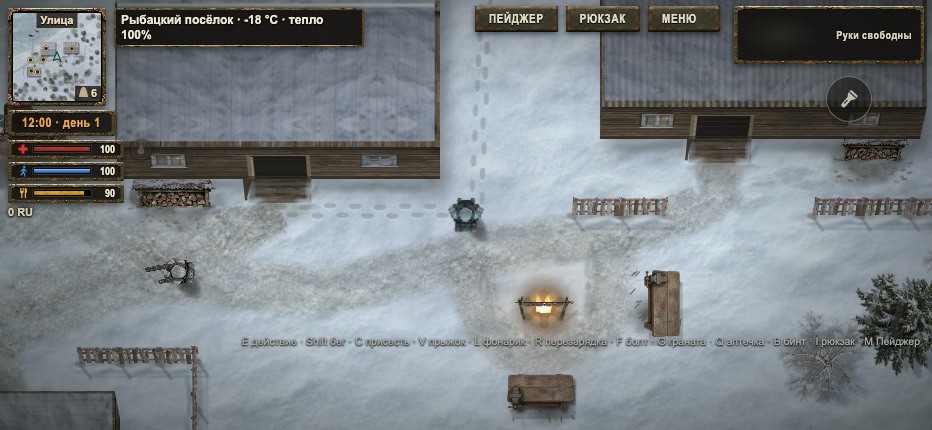 Улица
6
12:00 · день 1
100
100
90
0 RU
Рыбацкий посёлок · -18 °C · тепло
100%
ПЕЙДЖЕР
РЮКЗАК
МЕНЮ
Руки свободны
E действие · Shift бег · C присесть · V прыжок · L фонарик · R перезарядка · F болт · G граната · Q аптечка · B бинт · I рюкзак · M Пейджер